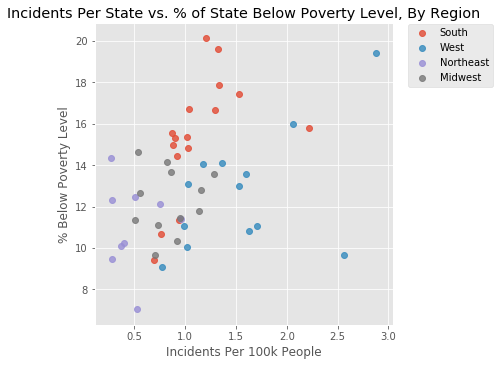 Incidents Per State vs. % of State Below Poverty Level, By Region
South
West
Northeast
Midwest
% Below Poverty Level
20
18
16
14
12
10
8
0.5 1.0 1.5 2.0 2.5 3.0
Incidents Per 100k People